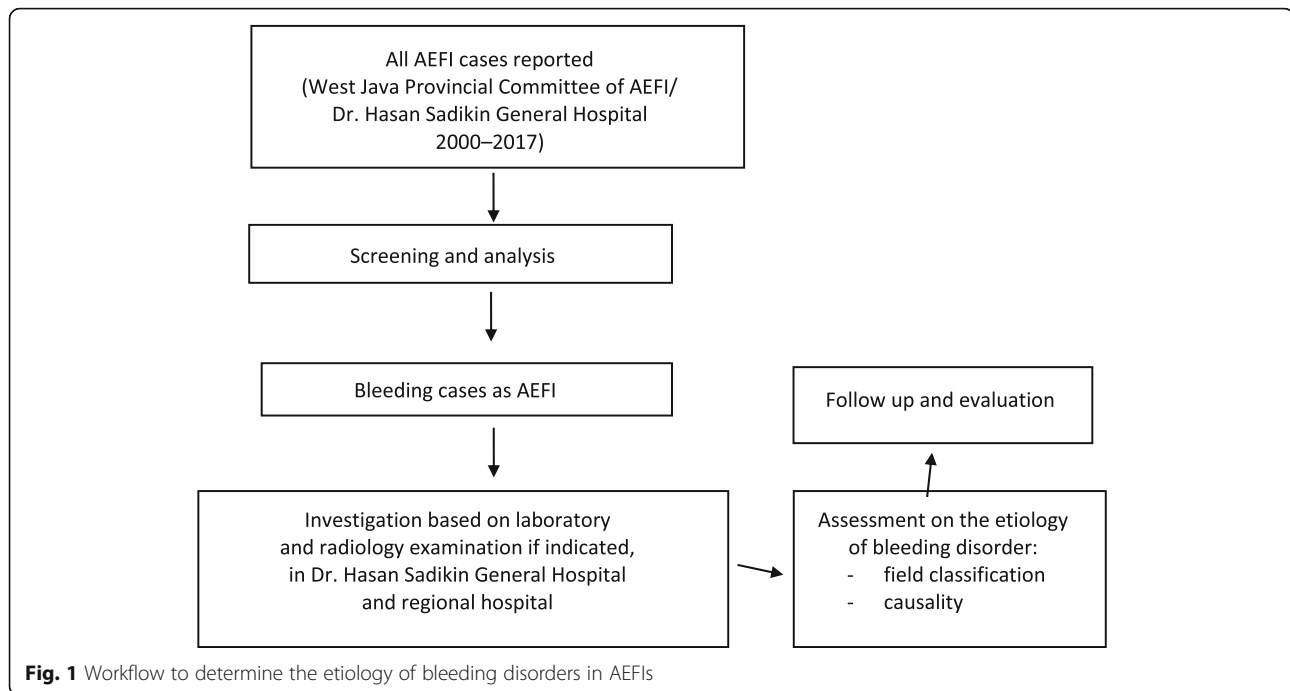 All AEFI cases reported
(West Java Provincial Committee of AEFI/
Dr. Hasan Sadikin General Hospital
2000–2017)
Screening and analysis
Bleeding cases as AEFI
Investigation based on laboratory
and radiology examination if indicated,
in Dr. Hasan Sadikin General Hospital
and regional hospital
Assessment on the etiology
of bleeding disorder:
- field classification
- causality
Follow up and evaluation
Fig. 1 Workflow to determine the etiology of bleeding disorders in AEFIs